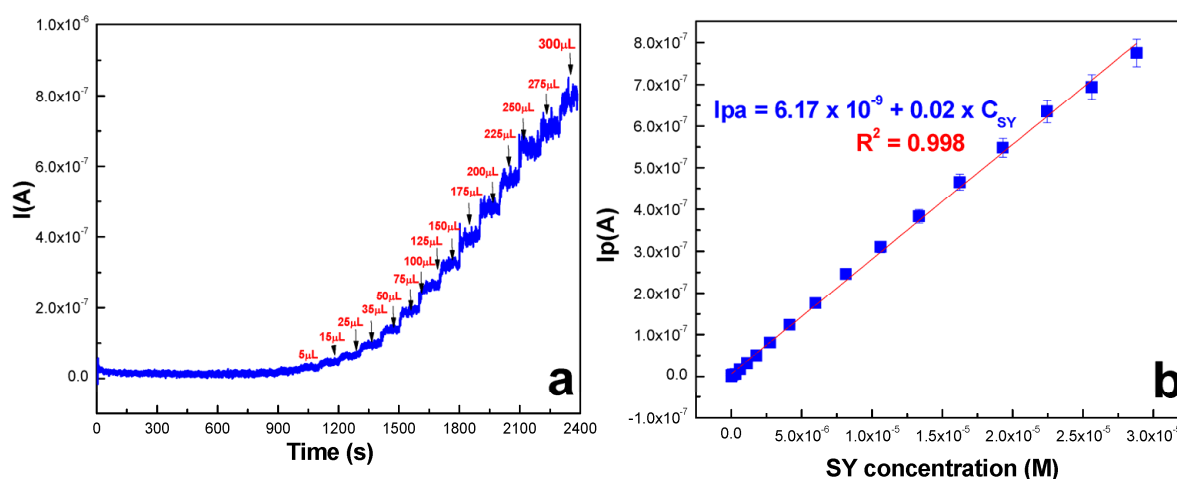 1.0x10⁻⁶
8.0x10⁻⁷
6.0x10⁻⁷
4.0x10⁻⁷
2.0x10⁻⁷
0.0
I(A)
0 300 600 900 1200 1500 1800 2100 2400
Time (s)
5μL
15μL
25μL
35μL
50μL
75μL
100μL
125μL
150μL
175μL
200μL
225μL
250μL
275μL
300μL
a
8.0x10⁻⁷
7.0x10⁻⁷
6.0x10⁻⁷
5.0x10⁻⁷
4.0x10⁻⁷
3.0x10⁻⁷
2.0x10⁻⁷
1.0x10⁻⁷
0.0
-1.0x10⁻⁷
Ip(A)
Ipa = 6.17 x 10⁻⁹ + 0.02 x C_SY
R² = 0.998
0.0 5.0x10⁻⁶ 1.0x10⁻⁵ 1.5x10⁻⁵ 2.0x10⁻⁵ 2.5x10⁻⁵ 3.0x10⁻⁵
SY concentration (M)
b